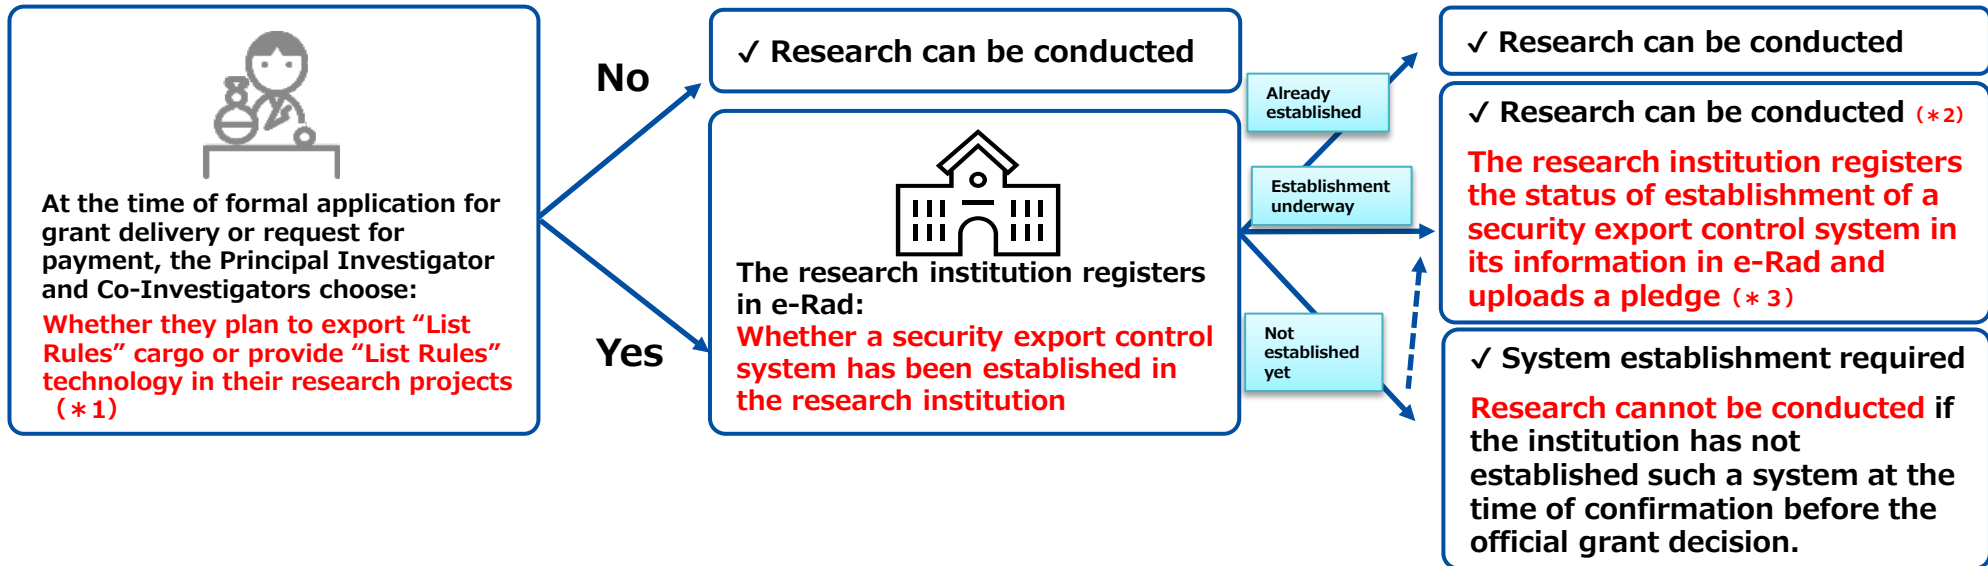 At the time of formal application for
grant delivery or request for
payment, the Principal Investigator
and Co-Investigators choose:
Whether they plan to export “List
Rules” cargo or provide “List Rules”
technology in their research projects
（＊1）
No
Yes
✓ Research can be conducted
The research institution registers
in e-Rad:
Whether a security export control
system has been established in
the research institution
Already
established
Establishment
underway
Not
established
yet
✓ Research can be conducted
✓ Research can be conducted（＊2）
The research institution registers
the status of establishment of a
security export control system in
its information in e-Rad and
uploads a pledge（＊３）
✓ System establishment required
Research cannot be conducted if
the institution has not
established such a system at the
time of confirmation before the
official grant decision.